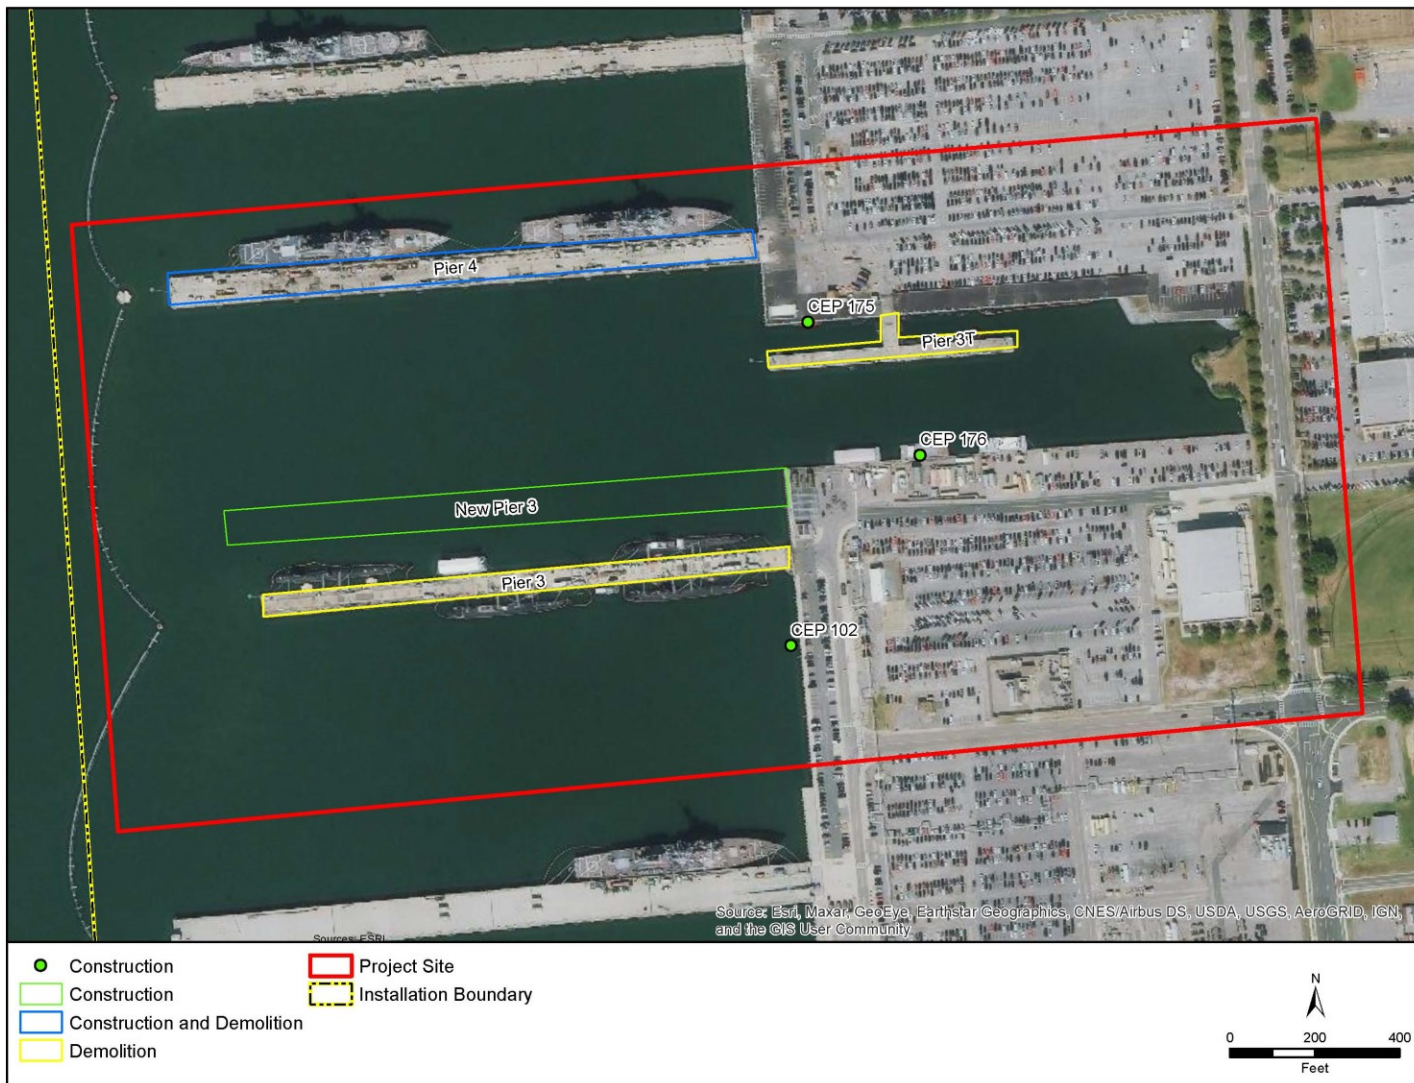 Pier 4
CEP 175
Pier 3T
CEP 176
New Pier 3
Pier 3
CEP 102
Source: Esri, Maxar, GeoEye, Earthstar Geographics, CNES/Airbus DS, USDA, USGS, AeroGRID, IGN,
and the GIS User Community
Sources: ESRI
Construction
Construction
Construction and Demolition
Demolition
Project Site
Installation Boundary
N
0 200 400
Feet